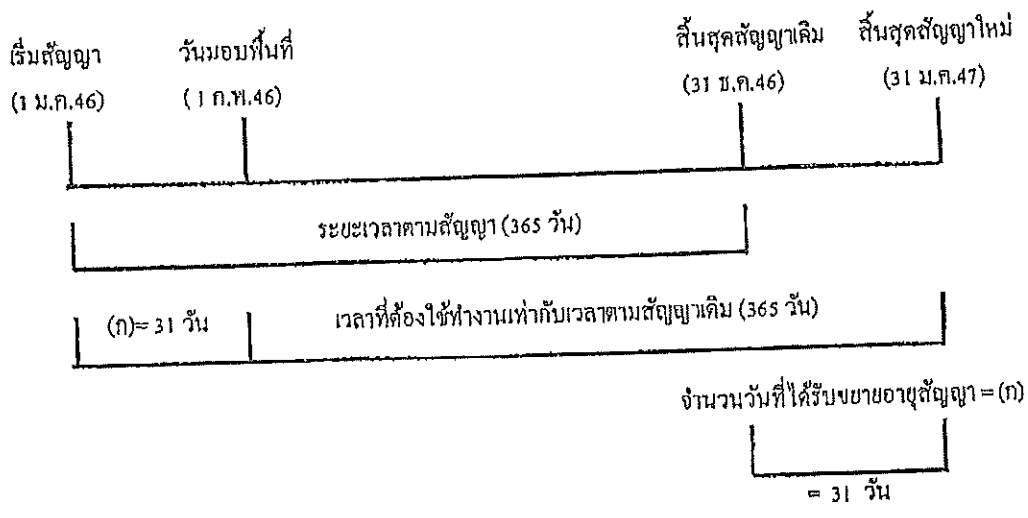 เริ่มสัญญา
(1 ม.ค.46)
วันมอบพื้นที่
( 1 ก.พ.46)
สิ้นสุดสัญญาเดิม
(31 ธ.ค.46)
สิ้นสุดสัญญาใหม่
(31 ม.ค.47)
ระยะเวลาตามสัญญา (365 วัน)
(ก)= 31 วัน
เวลาที่ต้องใช้ทำงานเท่ากับเวลาตามสัญญาเดิม (365 วัน)
จำนวนวันที่ได้รับขยายอายุสัญญา = (ก)
= 31 วัน